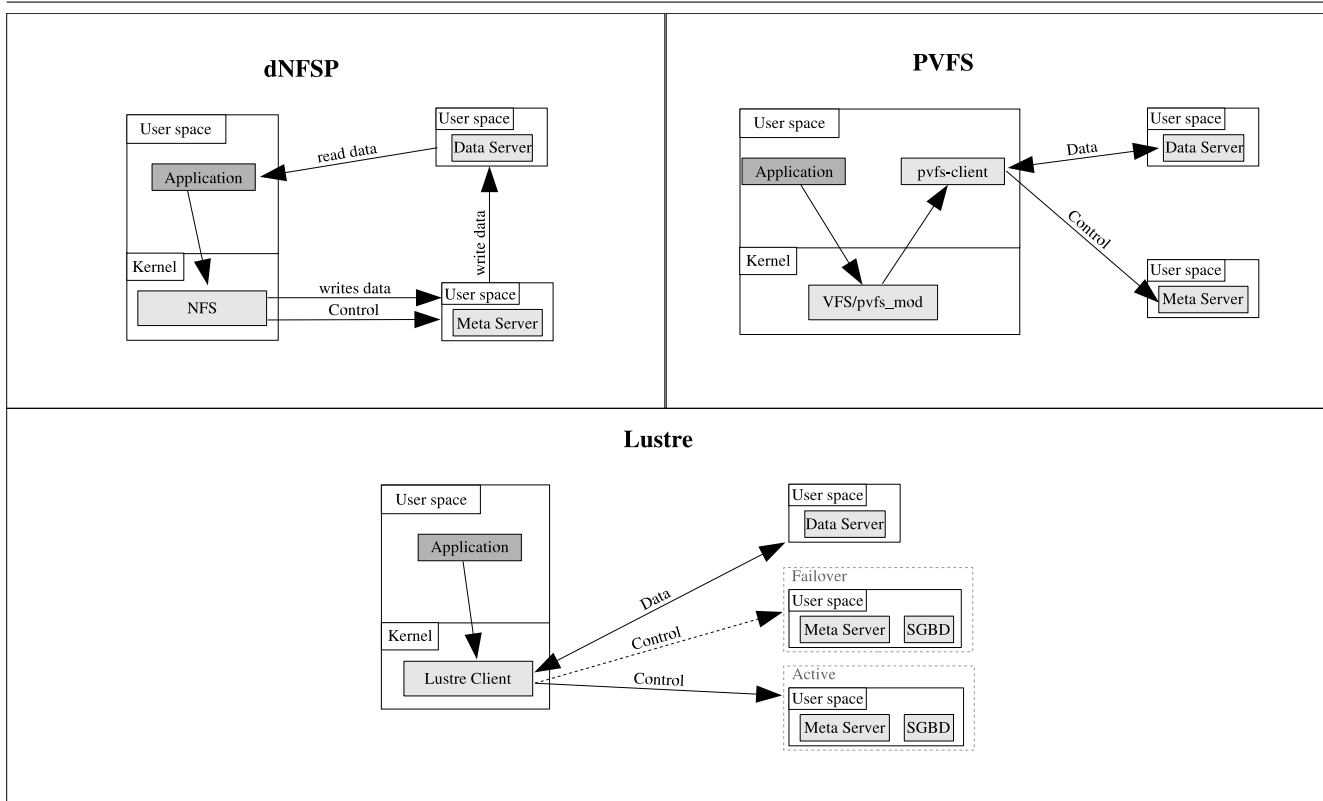 dNFSP
User space
Application
Kernel
NFS
read data
User space
Data Server
write data
writes data
Control
User space
Meta Server
PVFS
User space
Application
pvfs-client
Kernel
VFS/pvfs_mod
Data
User space
Data Server
Control
User space
Meta Server
Lustre
User space
Application
Kernel
Lustre Client
Data
Control
Control
User space
Data Server
Failover
User space
Meta Server SGBD
Active
User space
Meta Server SGBD